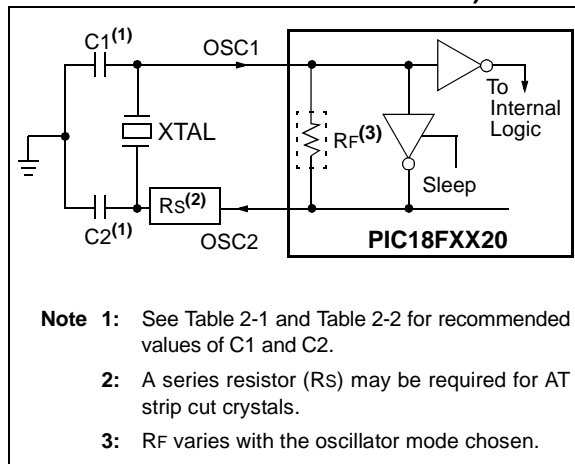 C1(1)
OSC1
To
Internal
Logic
XTAL
RF(3)
Sleep
RS(2)
C2(1)
OSC2
PIC18FXX20
Note 1: See Table 2-1 and Table 2-2 for recommended
values of C1 and C2.
2: A series resistor (RS) may be required for AT
strip cut crystals.
3: RF varies with the oscillator mode chosen.